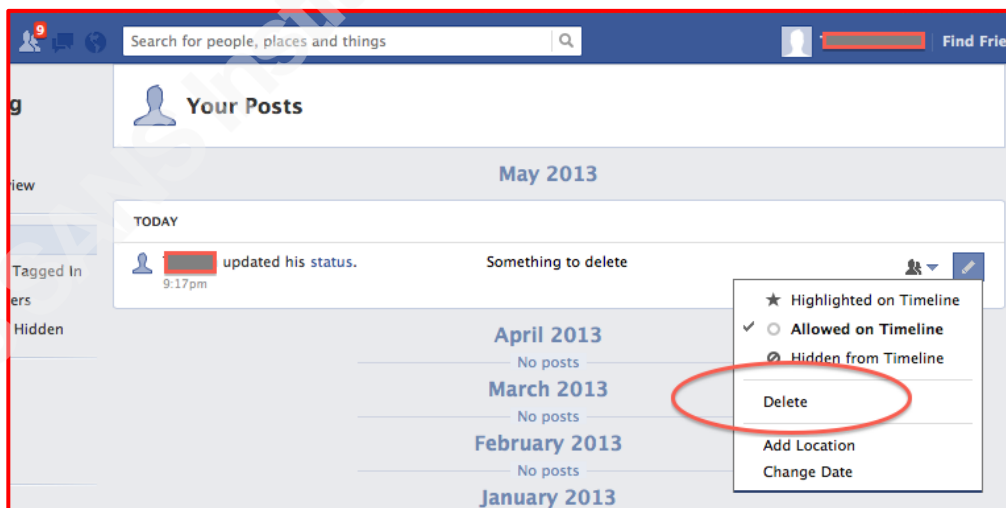 9
Search for people, places and things
Find Frie
g
Your Posts
iew
May 2013
TODAY
updated his status.
Something to delete
9:17pm
Tagged In
ers
Hidden
Highlighted on Timeline
Allowed on Timeline
Hidden from Timeline
Delete
Add Location
Change Date
April 2013
No posts
March 2013
No posts
February 2013
No posts
January 2013
SANS Insti